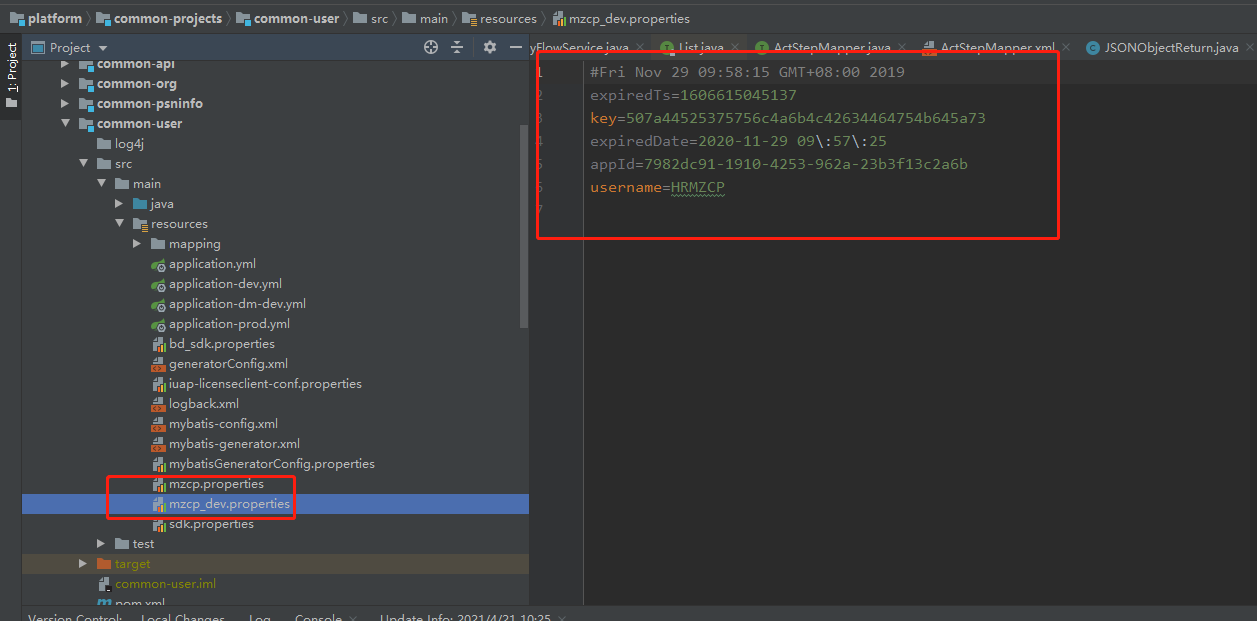 platform common-projects common-user src main resources mzcp_dev.properties
1: Project
Project
yFlowService.java List.java ActStepMapper.java ActStepMapper.xml JSONObjectReturn.java
common-api
common-org
common-psninfo
common-user
log4j
src
main
java
resources
mapping
application.yml
application-dev.yml
application-dm-dev.yml
application-prod.yml
bd_sdk.properties
generatorConfig.xml
iuap-licenseclient-conf.properties
logback.xml
mybatis-config.xml
mybatis-generator.xml
mybatisGeneratorConfig.properties
mzcp.properties
mzcp_dev.properties
sdk.properties
test
target
common-user.iml
pom.xml
1 #Fri Nov 29 09:58:15 GMT+08:00 2019
2 expiredTs=1606615045137
3 key=507a44525375756c4a6b4c42634464754b645a73
4 expiredDate=2020-11-29 09\:57\:25
5 appId=7982dc91-1910-4253-962a-23b3f13c2a6b
6 username=HRMZCP
7
Version Control: Local Changes Log Console Update Info: 2021/4/21 10:25